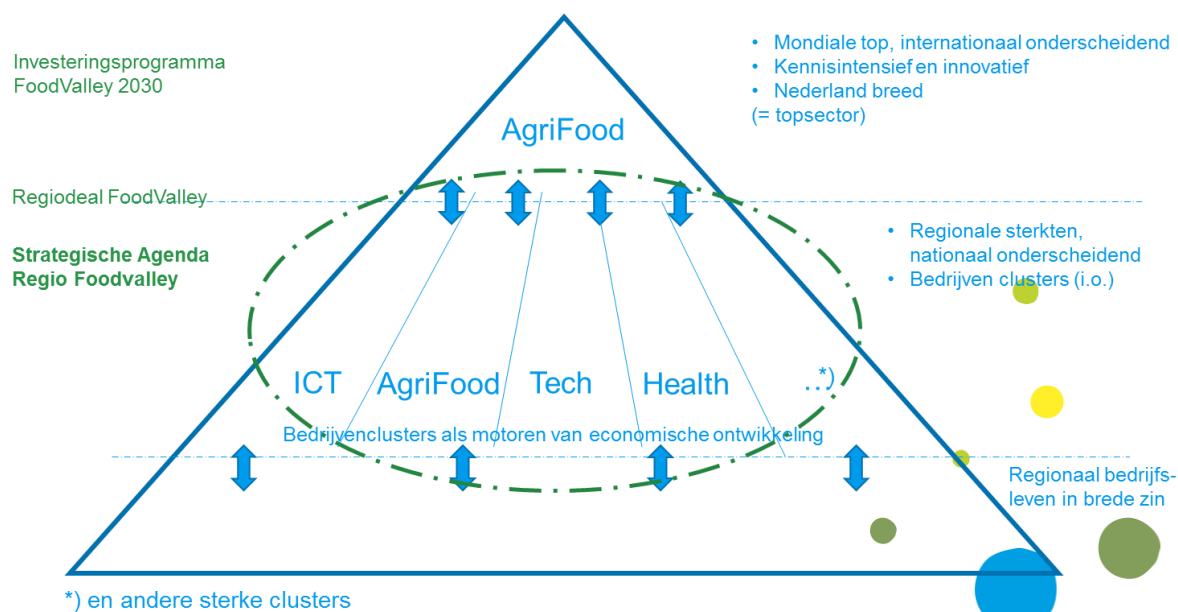 Investeringsprogramma
FoodValley 2030
• Mondiale top, internationaal onderscheidend
• Kennisintensief en innovatief
• Nederland breed
(= topsector)
AgriFood
Regiodeal FoodValley
Strategische Agenda
Regio Foodvalley
• Regionale sterkten,
nationaal onderscheidend
• Bedrijven clusters (i.o.)
ICT AgriFood Tech Health ..*)
Bedrijvenclusters als motoren van economische ontwikkeling
Regionaal bedrijfs-
leven in brede zin
*) en andere sterke clusters